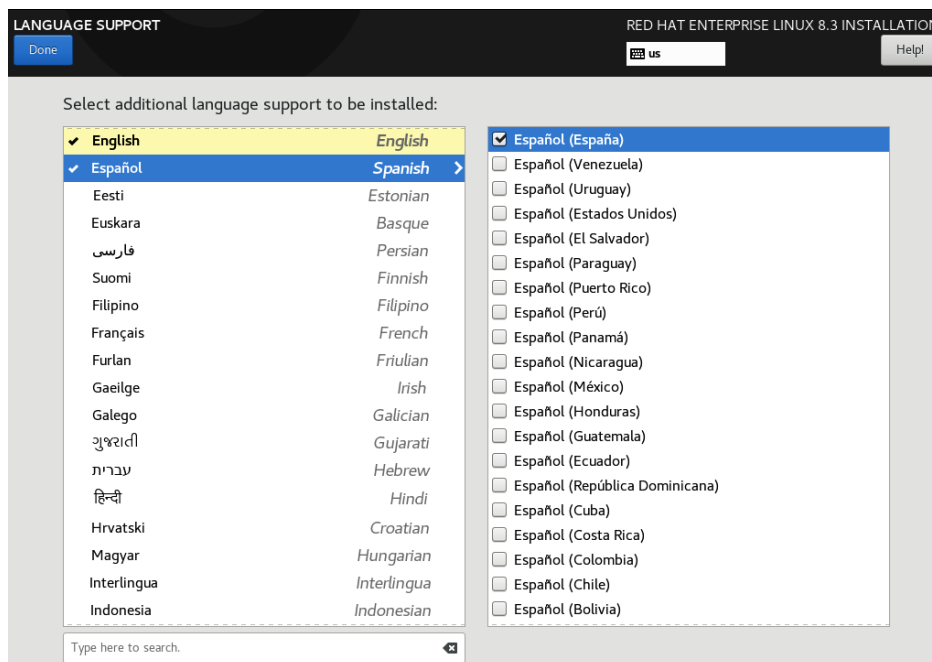 LANGUAGE SUPPORT
RED HAT ENTERPRISE LINUX 8.3 INSTALLATION
Done
us
Help!
Select additional language support to be installed:
English English
Español Spanish
Eesti Estonian
Euskara Basque
فارسی Persian
Suomi Finnish
Filipino Filipino
Français French
Furlan Friulian
Gaeilge Irish
Galego Galician
ગુજરાતી Gujarati
עברית Hebrew
हिन्दी Hindi
Hrvatski Croatian
Magyar Hungarian
Interlingua Interlingua
Indonesia Indonesian
Type here to search.
Español (España)
Español (Venezuela)
Español (Uruguay)
Español (Estados Unidos)
Español (El Salvador)
Español (Paraguay)
Español (Puerto Rico)
Español (Perú)
Español (Panamá)
Español (Nicaragua)
Español (México)
Español (Honduras)
Español (Guatemala)
Español (Ecuador)
Español (República Dominicana)
Español (Cuba)
Español (Costa Rica)
Español (Colombia)
Español (Chile)
Español (Bolivia)